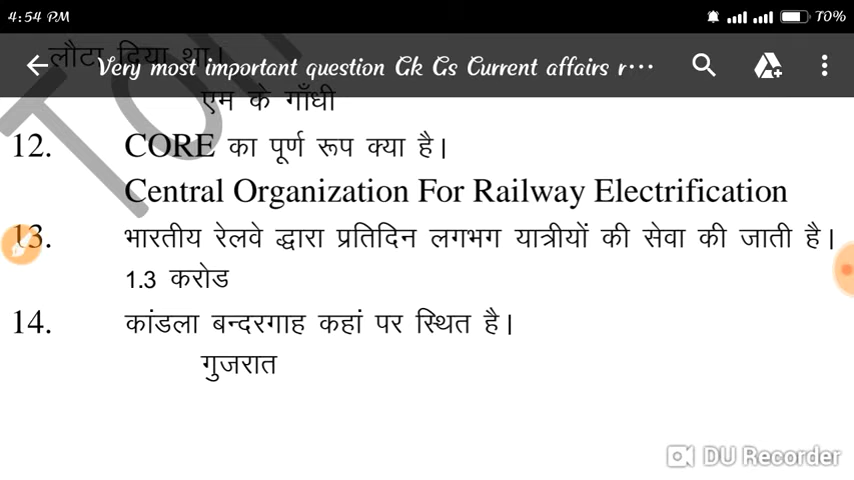 4:54 PM 70%
लौटा दिया था।
Very most important question Gk Gs Current affairs r...
एम के गाँधी
12. CORE का पूर्ण रूप क्या है।
Central Organization For Railway Electrification
13. भारतीय रेलवे द्धारा प्रतिदिन लगभग यात्रीयों की सेवा की जाती है।
1.3 करोड
14. कांडला बन्दरगाह कहां पर स्थित है।
गुजरात
DU Recorder